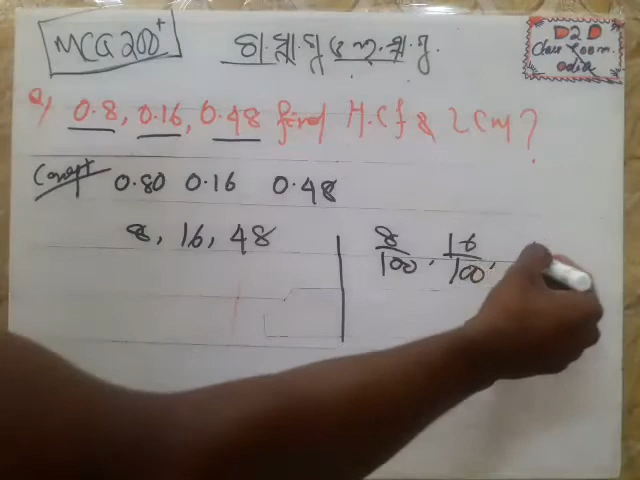 MCQ 200+
D2D
Class room.
Odia
Q) 0.8, 0.16, 0.48 find H.C.f & LCM?
Concept 0.80 0.16 0.48
8, 16, 48
8/100, 16/100,